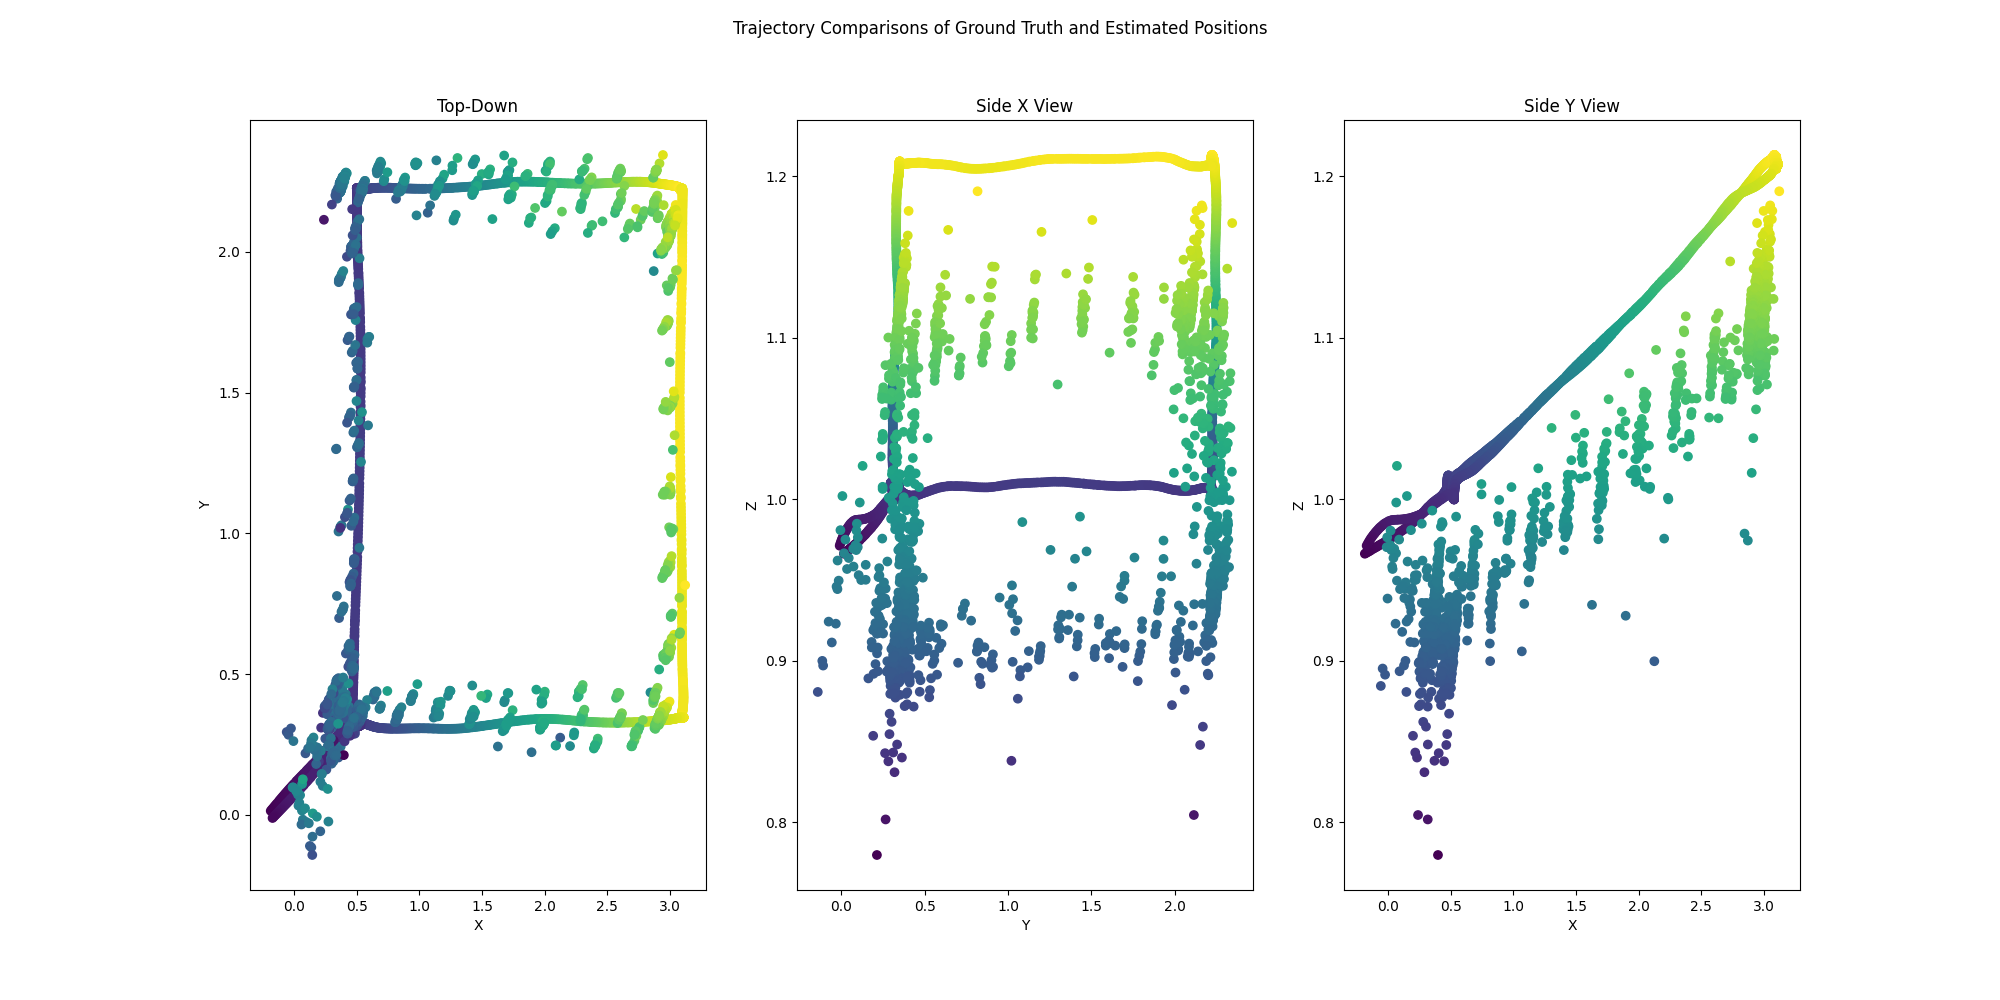 Trajectory Comparisons of Ground Truth and Estimated Positions
Top-Down
Y
2.0
1.5
1.0
0.5
0.0
0.0 0.5 1.0 1.5 2.0 2.5 3.0
X
Side X View
Z
1.2
1.1
1.0
0.9
0.8
0.0 0.5 1.0 1.5 2.0
Y
Side Y View
Z
1.2
1.1
1.0
0.9
0.8
0.0 0.5 1.0 1.5 2.0 2.5 3.0
X